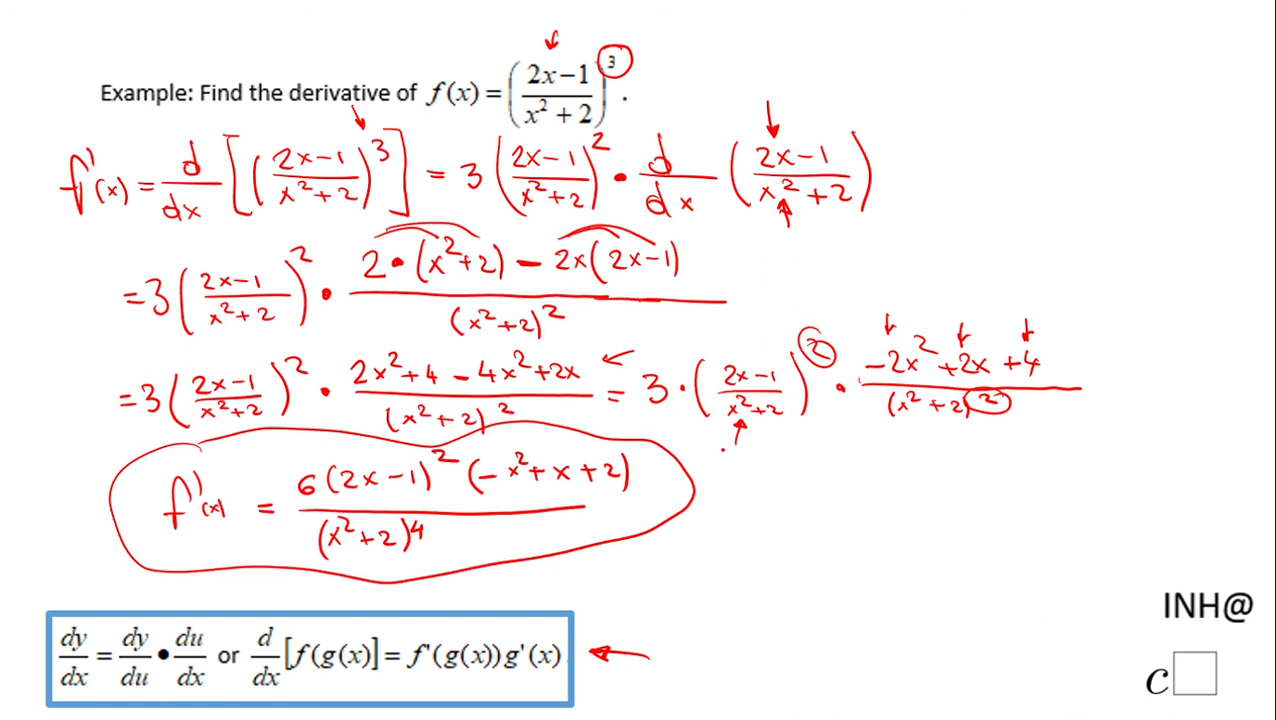 Example: Find the derivative of f(x) = ((2x−1)/(x² + 2))³.
f'(x) = d/dx [((2x−1)/(x²+2))³] = 3((2x−1)/(x²+2))² • d/dx ((2x−1)/(x²+2))
=3((2x−1)/(x²+2))² • (2•(x²+2) − 2x(2x−1))/(x²+2)²
=3((2x−1)/(x²+2))² • (2x²+4−4x²+2x)/(x²+2)² = 3·((2x−1)/(x²+2))² • (−2x²+2x+4)/(x²+2)²
f'(x) = 6(2x−1)²(−x²+x+2)/(x²+2)⁴
dy/dx = dy/du • du/dx or d/dx [f(g(x)] = f'(g(x))g'(x)
INH@
c